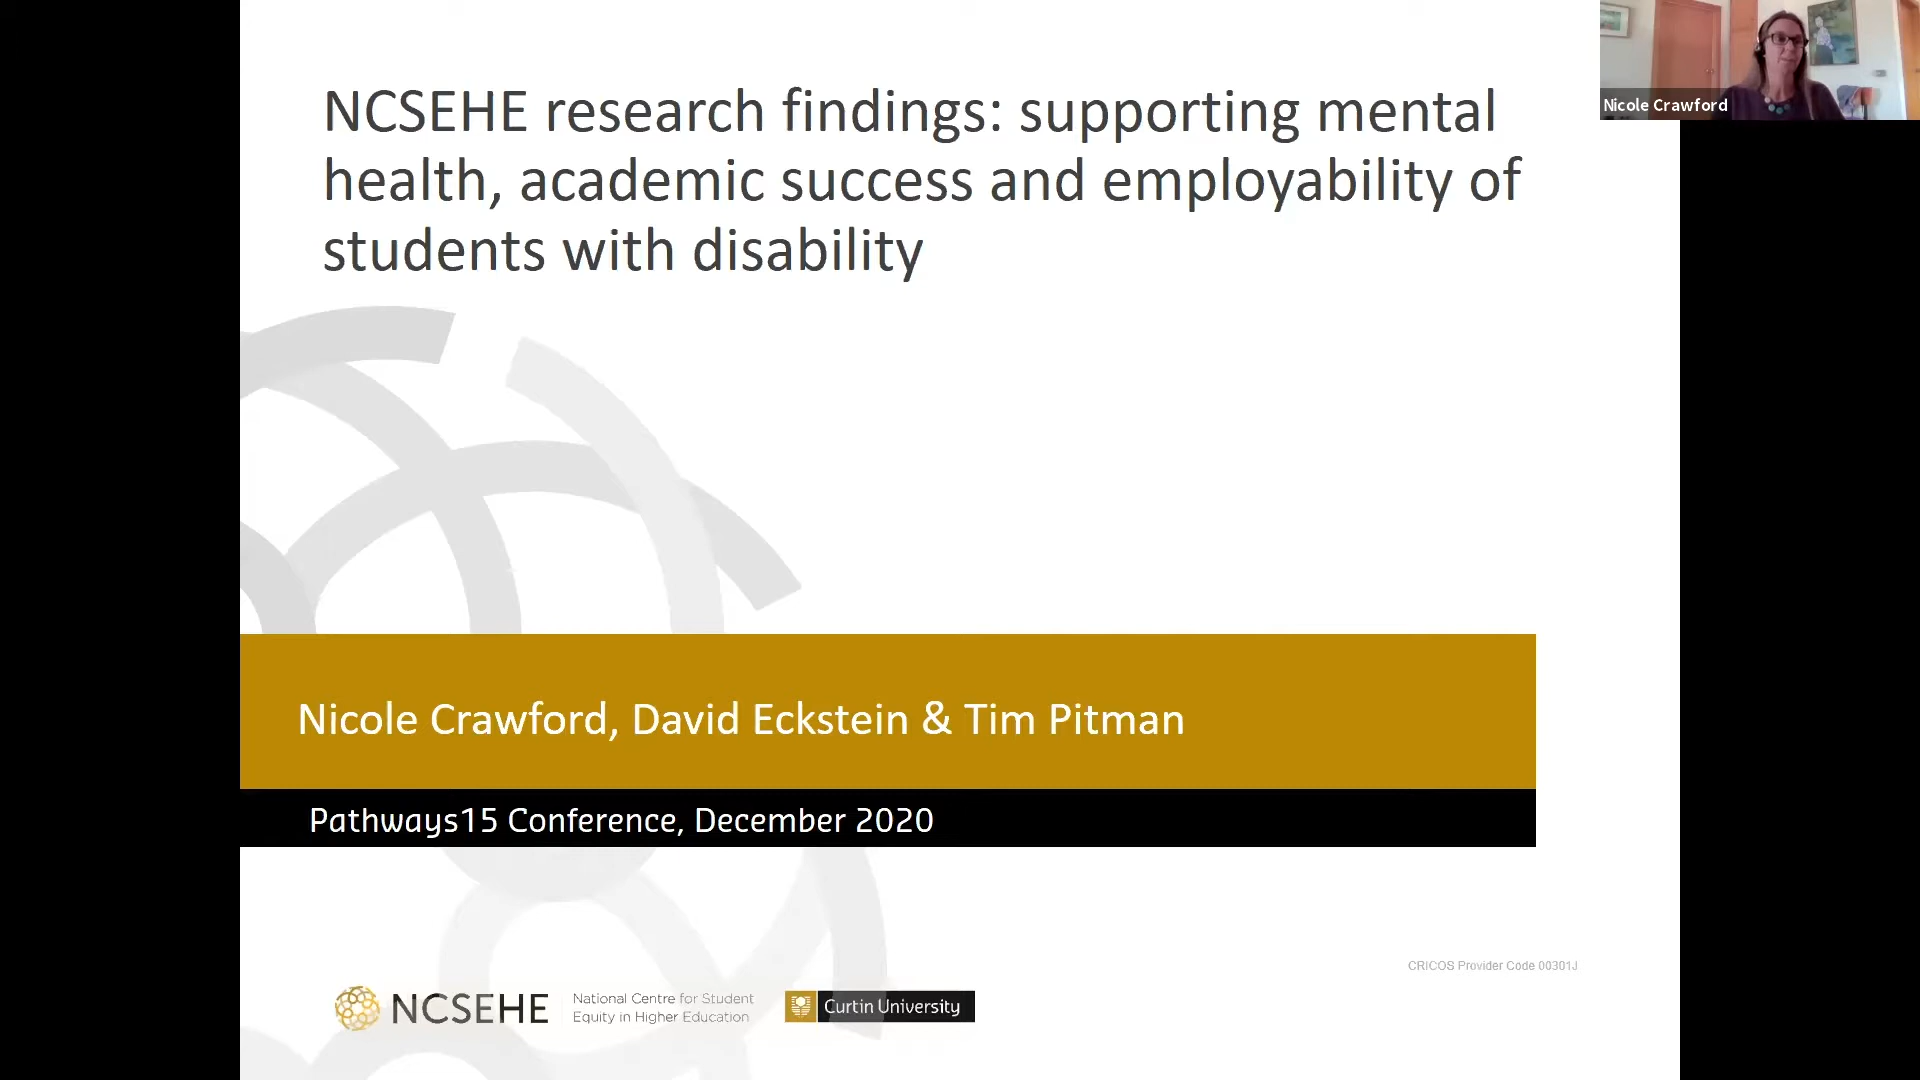 NCSEHE research findings: supporting mental
health, academic success and employability of
students with disability
Nicole Crawford
Nicole Crawford, David Eckstein & Tim Pitman
Pathways15 Conference, December 2020
CRICOS Provider Code 00301J
NCSEHE
National Centre for Student
Equity in Higher Education
Curtin University